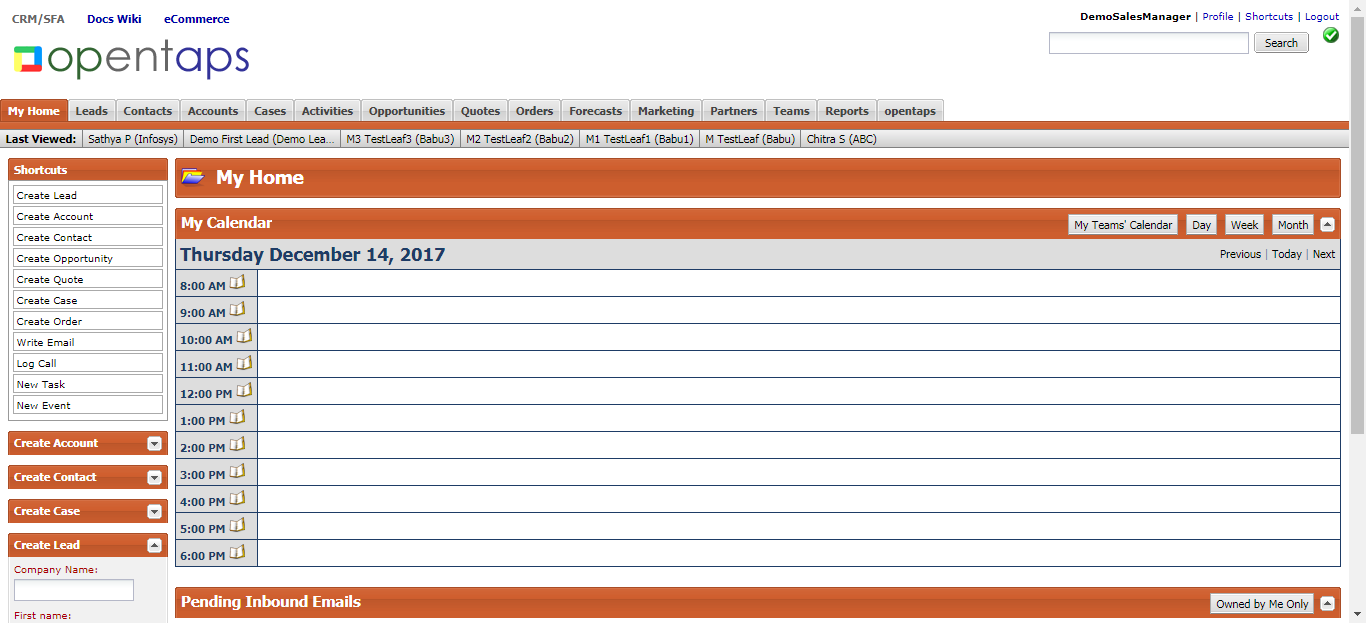 CRM/SFA Docs Wiki eCommerce
DemoSalesManager | Profile | Shortcuts | Logout
opentaps
Search
My Home Leads Contacts Accounts Cases Activities Opportunities Quotes Orders Forecasts Marketing Partners Teams Reports opentaps
Last Viewed: Sathya P (Infosys) Demo First Lead (Demo Lea... M3 TestLeaf3 (Babu3) M2 TestLeaf2 (Babu2) M1 TestLeaf1 (Babu1) M TestLeaf (Babu) Chitra S (ABC)
Shortcuts
Create Lead
Create Account
Create Contact
Create Opportunity
Create Quote
Create Case
Create Order
Write Email
Log Call
New Task
New Event
Create Account
Create Contact
Create Case
Create Lead
Company Name:
First name:
My Home
My Calendar My Teams' Calendar Day Week Month
Thursday December 14, 2017 Previous | Today | Next
8:00 AM
9:00 AM
10:00 AM
11:00 AM
12:00 PM
1:00 PM
2:00 PM
3:00 PM
4:00 PM
5:00 PM
6:00 PM
Pending Inbound Emails Owned by Me Only